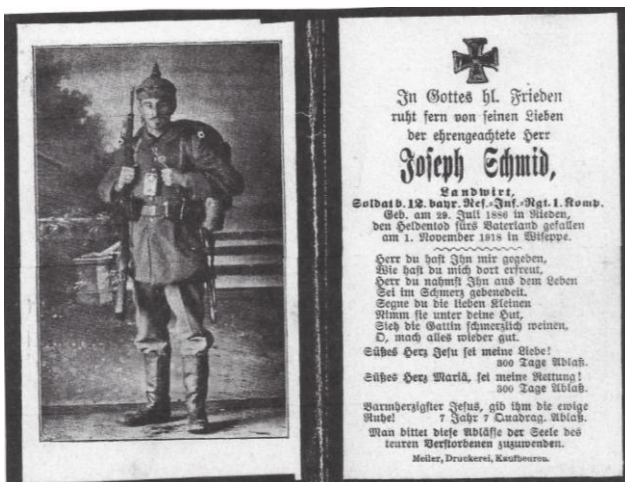 In Gottes hl. Frieden
ruht fern von seinen Lieben
der ehrengeachtete Herr
Joseph Schmid,
Landwirt,
Soldat b. 12. bayr. Res.-Inf.-Rgt. 1. Komp.
Geb. am 29. Juli 1886 in Rieden,
den Heldentod fürs Vaterland gefallen
am 1. November 1918 in Wiseppe.
Herr du hast Ihn mir gegeben,
Wie hast du mich dort erfreut,
Herr du nahmst Ihn aus dem Leben
Sei im Schmerz gebenedeit.
Segne du die lieben Kleinen
Nimm sie unter deine Hut,
Sieh die Gattin schmerzlich weinen,
O, mach alles wieder gut.
Süßes Herz Jesu sei meine Liebe!
300 Tage Ablaß.
Süßes Herz Mariä, sei meine Rettung!
300 Tage Ablaß.
Barmherzigster Jesus, gib ihm die ewige
Ruhe! 7 Jahr 7 Quadrag. Ablaß.
Man bittet diese Ablässe der Seele des
teuren Verstorbenen zuzuwenden.
Meiler, Druckerei, Kaufbeuren.